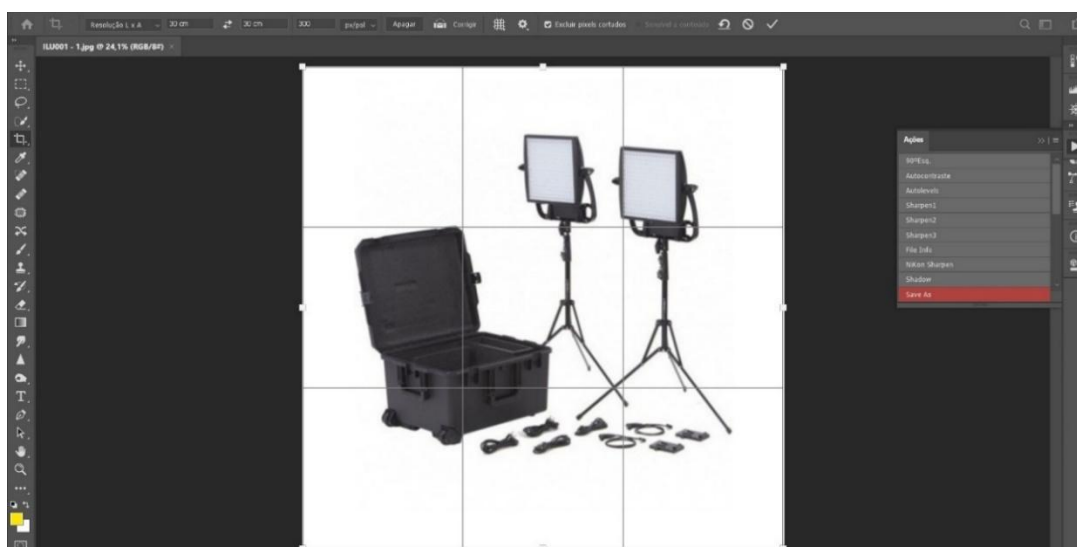 Resolução L x A 30 cm 30 cm 300 px/pol Apagar Corrigir Excluir pixels cortados
ILU001 - 1.jpg @ 24,1% (RGB/8#) ×
Ações
90ºEsq.
Autocontraste
Autolevels
Sharpen1
Sharpen2
Sharpen3
File Info
Nikon Sharpen
Shadow
Save As